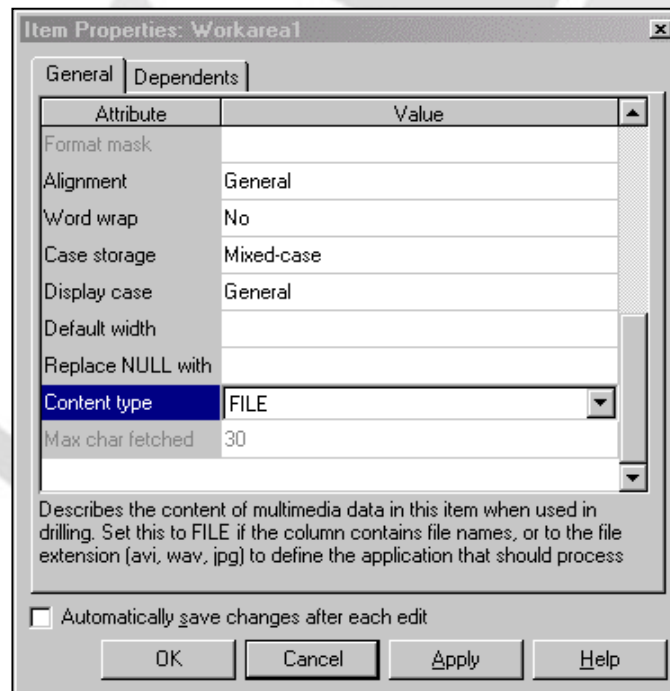 Item Properties: Workarea1
General Dependents
Attribute Value
Format mask
Alignment General
Word wrap No
Case storage Mixed-case
Display case General
Default width
Replace NULL with
Content type FILE
Max char fetched 30
Describes the content of multimedia data in this item when used in
drilling. Set this to FILE if the column contains file names, or to the file
extension (avi, wav, jpg) to define the application that should process
Automatically save changes after each edit
OK Cancel Apply Help